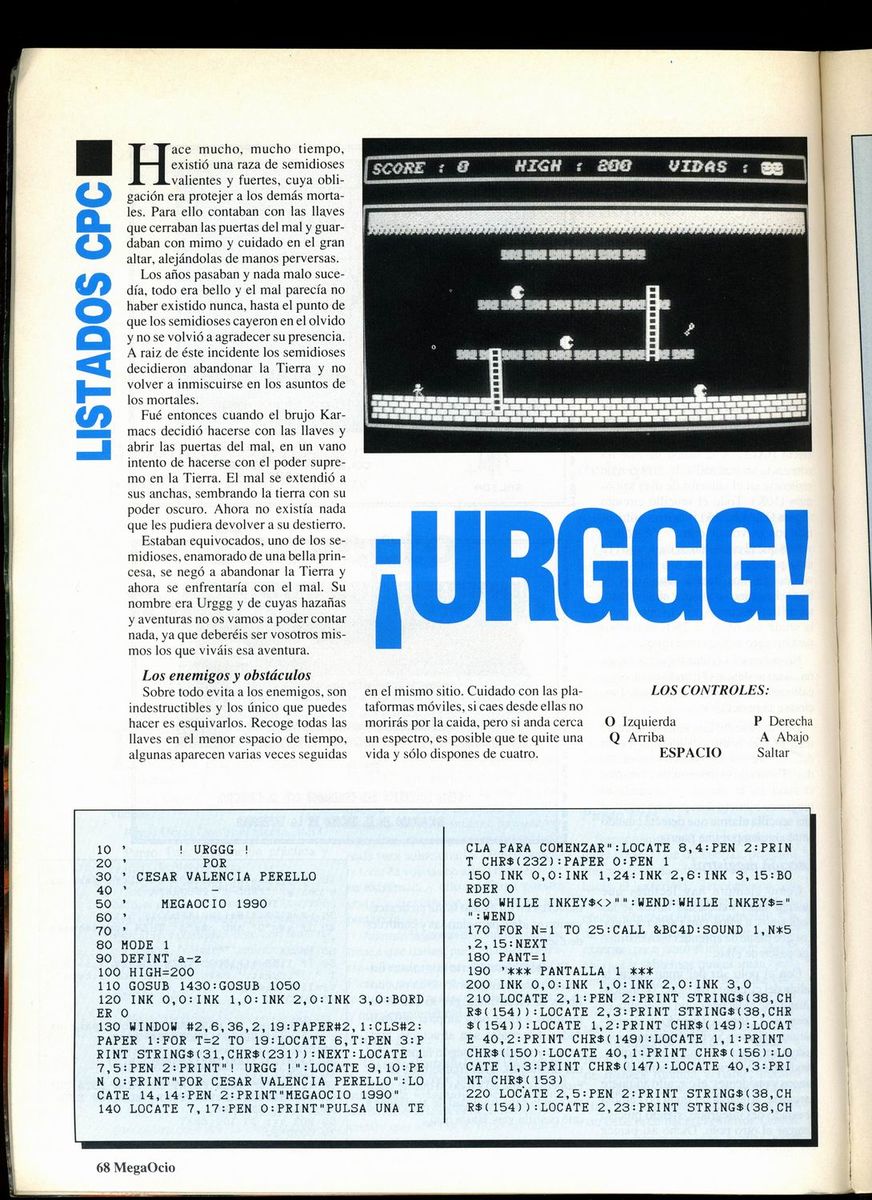 LISTADOS CPC
Hace mucho, mucho tiempo,
existió una raza de semidioses
valientes y fuertes, cuya obli-
gación era protejer a los demás morta-
les. Para ello contaban con las llaves
que cerraban las puertas del mal y guar-
daban con mimo y cuidado en el gran
altar, alejándolas de manos perversas.
Los años pasaban y nada malo suce-
día, todo era bello y el mal parecía no
haber existido nunca, hasta el punto de
que los semidioses cayeron en el olvido
y no se volvió a agradecer su presencia.
A raiz de éste incidente los semidioses
decidieron abandonar la Tierra y no
volver a inmiscuirse en los asuntos de
los mortales.
Fué entonces cuando el brujo Kar-
macs decidió hacerse con las llaves y
abrir las puertas del mal, en un vano
intento de hacerse con el poder supre-
mo en la Tierra. El mal se extendió a
sus anchas, sembrando la tierra con su
poder oscuro. Ahora no existía nada
que les pudiera devolver a su destierro.
Estaban equivocados, uno de los se-
midioses, enamorado de una bella prin-
cesa, se negó a abandonar la Tierra y
ahora se enfrentaría con el mal. Su
nombre era Urggg y de cuyas hazañas
y aventuras no os vamos a poder contar
nada, ya que deberéis ser vosotros mis-
mos los que viváis esa aventura.
SCORE : 0 HIGH : 200 VIDAS :
¡URGGG!
Los enemigos y obstáculos
Sobre todo evita a los enemigos, son
indestructibles y los único que puedes
hacer es esquivarlos. Recoge todas las
llaves en el menor espacio de tiempo,
algunas aparecen varias veces seguidas
en el mismo sitio. Cuidado con las pla-
taformas móviles, si caes desde ellas no
morirás por la caida, pero si anda cerca
un espectro, es posible que te quite una
vida y sólo dispones de cuatro.
LOS CONTROLES:
O Izquierda P Derecha
Q Arriba A Abajo
ESPACIO Saltar
10 ' ! URGGG !
20 ' POR
30 ' CESAR VALENCIA PERELLO
40 ' -
50 ' MEGAOCIO 1990
60 '
70 '
80 MODE 1
90 DEFINT a-z
100 HIGH=200
110 GOSUB 1430:GOSUB 1050
120 INK 0,0:INK 1,0:INK 2,0:INK 3,0:BORD
ER 0
130 WINDOW #2,6,36,2,19:PAPER#2,1:CLS#2:
PAPER 1:FOR T=2 TO 19:LOCATE 6,T:PEN 3:P
RINT STRING$(31,CHR$(231)):NEXT:LOCATE 1
7,5:PEN 2:PRINT"! URGG !":LOCATE 9,10:PE
N 0:PRINT"POR CESAR VALENCIA PERELLO":LO
CATE 14,14:PEN 2:PRINT"MEGAOCIO 1990"
140 LOCATE 7,17:PEN 0:PRINT"PULSA UNA TE
CLA PARA COMENZAR":LOCATE 8,4:PEN 2:PRIN
T CHR$(232):PAPER 0:PEN 1
150 INK 0,0:INK 1,24:INK 2,6:INK 3,15:BO
RDER 0
160 WHILE INKEY$<>"":WEND:WHILE INKEY$="
":WEND
170 FOR N=1 TO 25:CALL &BC4D:SOUND 1,N*5
,2,15:NEXT
180 PANT=1
190 '*** PANTALLA 1 ***
200 INK 0,0:INK 1,0:INK 2,0:INK 3,0
210 LOCATE 2,1:PEN 2:PRINT STRING$(38,CH
R$(154)):LOCATE 2,3:PRINT STRING$(38,CHR
$(154)):LOCATE 1,2:PRINT CHR$(149):LOCAT
E 40,2:PRINT CHR$(149):LOCATE 1,1:PRINT
CHR$(150):LOCATE 40,1:PRINT CHR$(156):LO
CATE 1,3:PRINT CHR$(147):LOCATE 40,3:PRI
NT CHR$(153)
220 LOCATE 2,5:PEN 2:PRINT STRING$(38,CH
R$(154)):LOCATE 2,23:PRINT STRING$(38,CH
68 MegaOcio